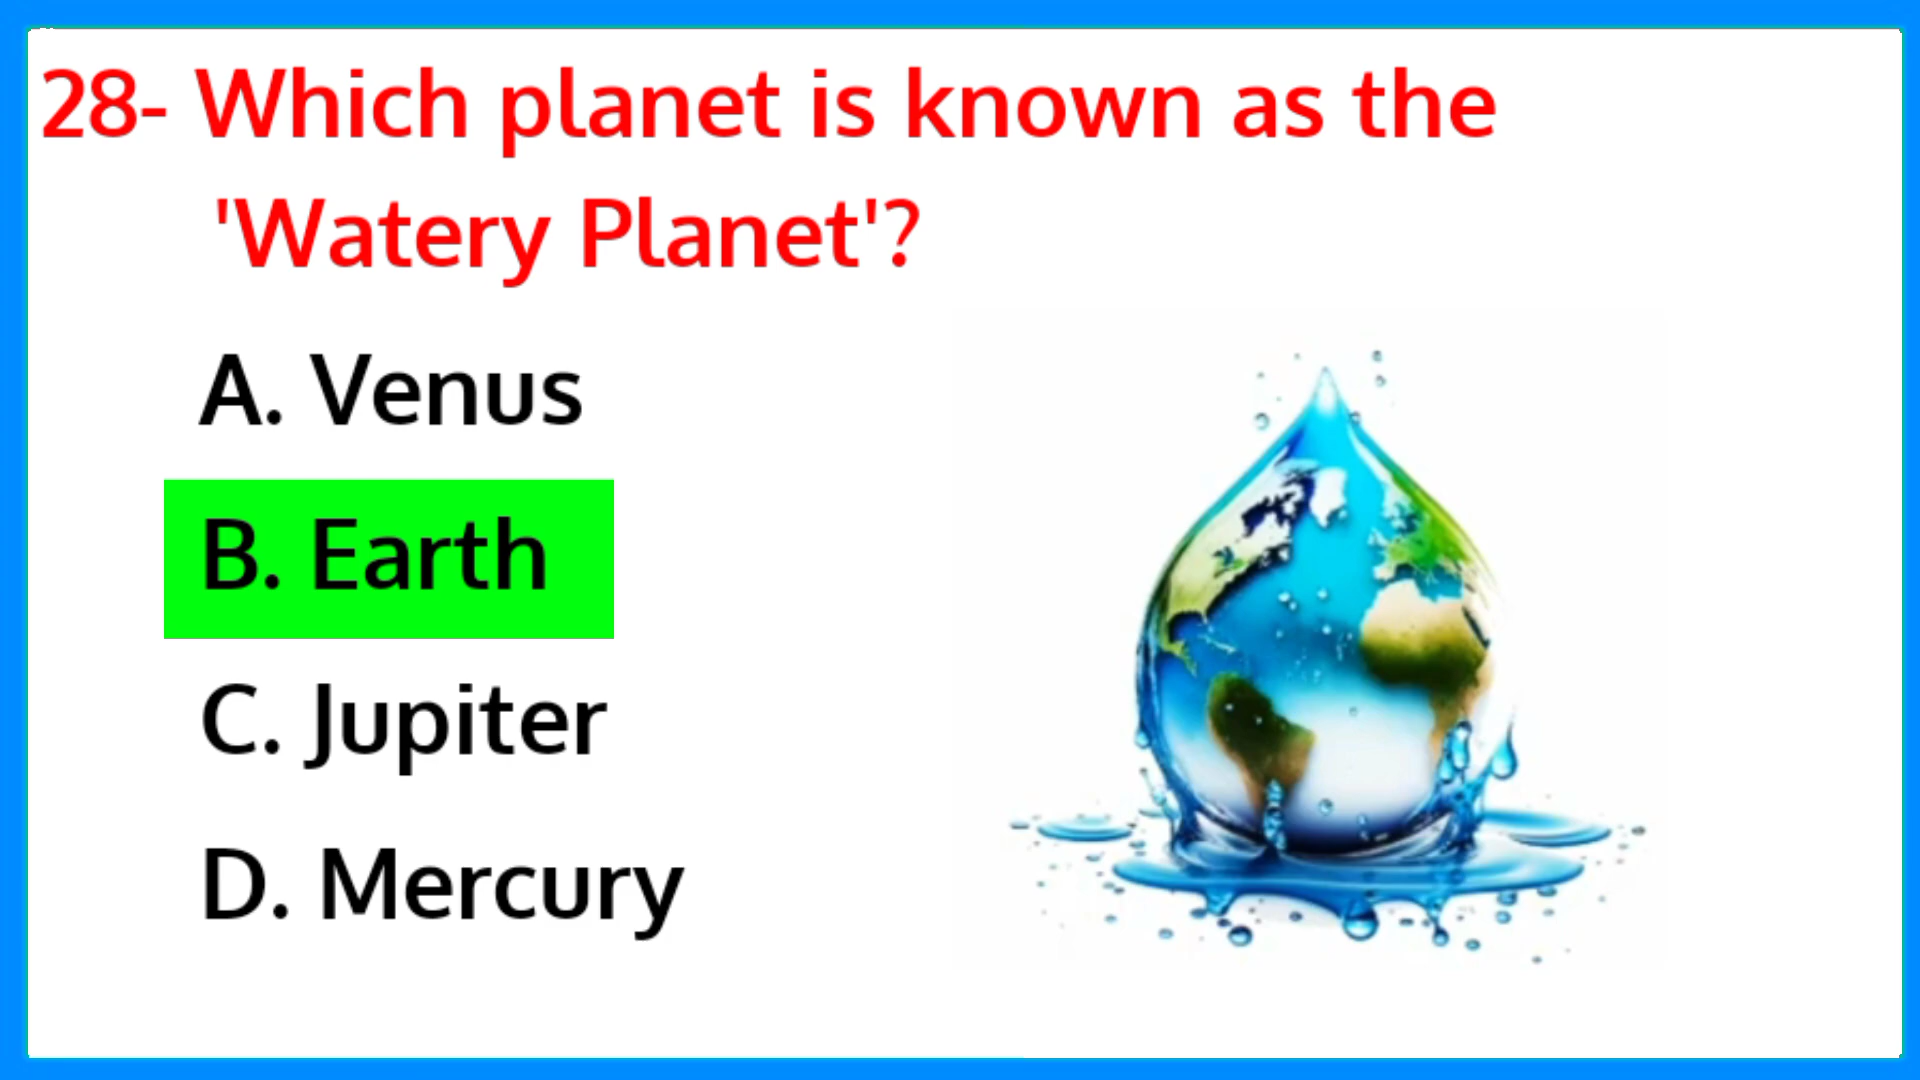 28- Which planet is known as the
'Watery Planet'?
A. Venus
B. Earth
C. Jupiter
D. Mercury